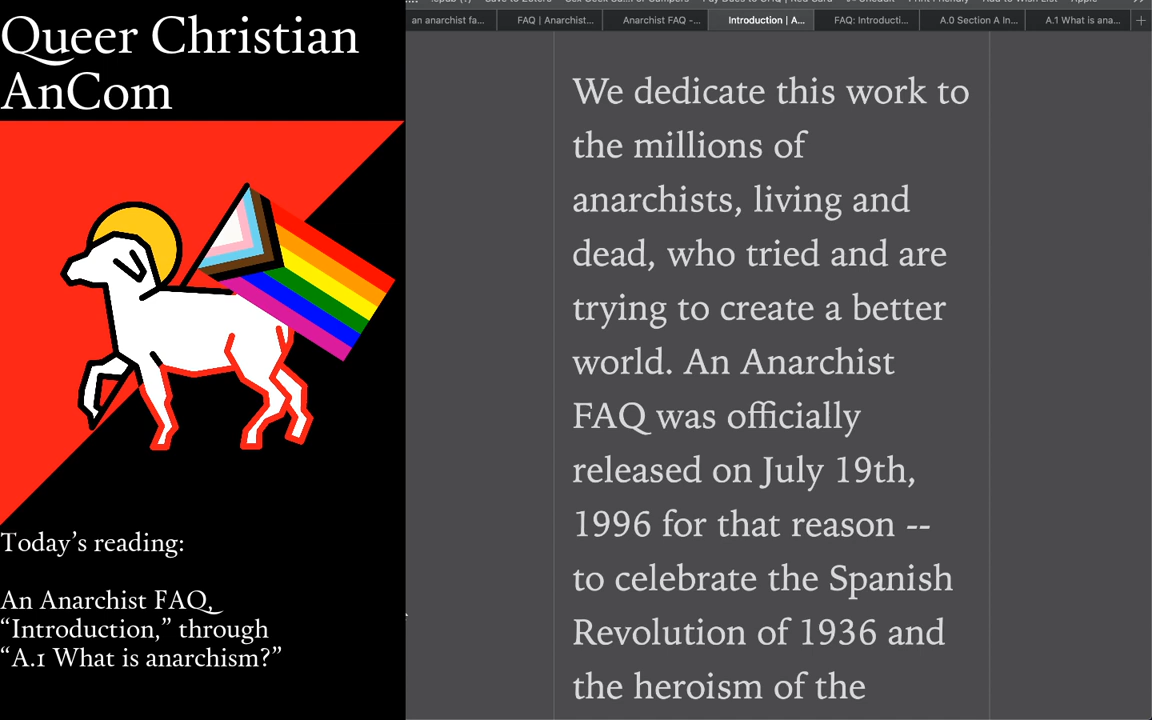 Queer Christian
AnCom
Today’s reading:
An Anarchist FAQ,
“Introduction,” through
“A.1 What is anarchism?”
an anarchist fa...
FAQ | Anarchist...
Anarchist FAQ -...
Introduction | A...
FAQ: Introducti...
A.0 Section A In...
A.1 What is ana...
We dedicate this work to
the millions of
anarchists, living and
dead, who tried and are
trying to create a better
world. An Anarchist
FAQ was officially
released on July 19th,
1996 for that reason --
to celebrate the Spanish
Revolution of 1936 and
the heroism of the